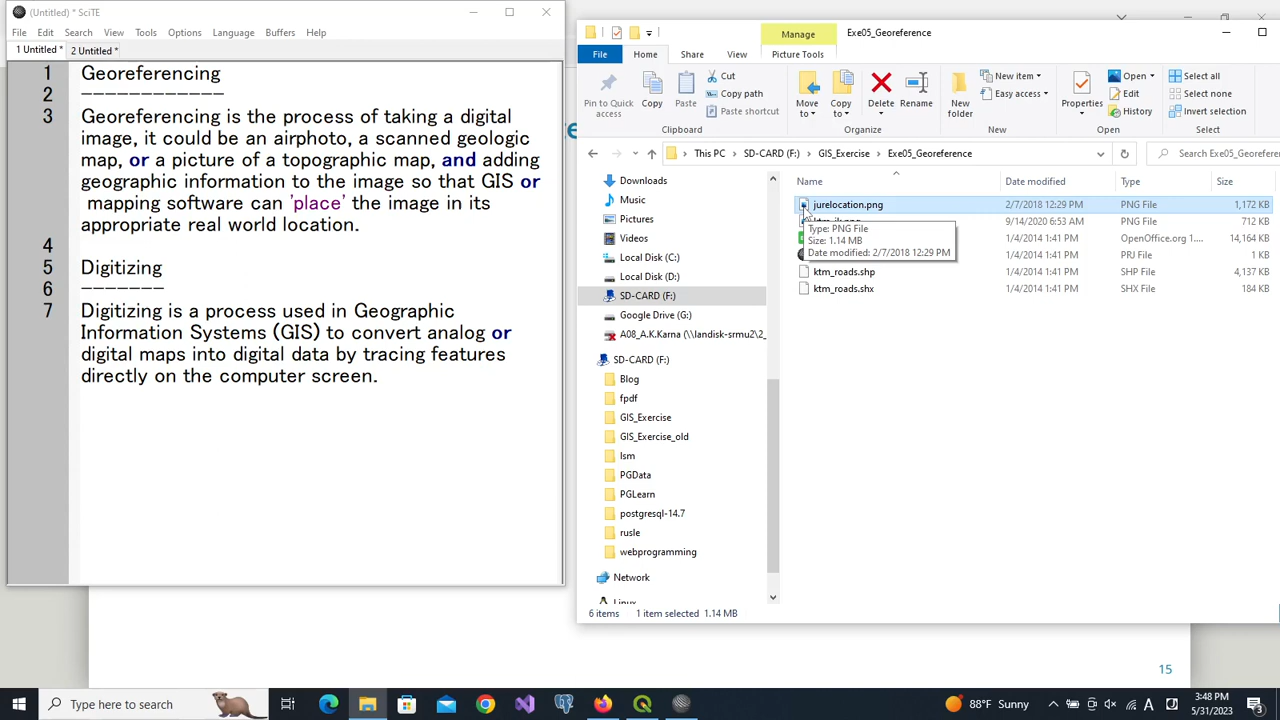 (Untitled) * SciTE
File Edit Search View Tools Options Language Buffers Help
1 Untitled * 2 Untitled *
1 Georeferencing
2 ------------
3 Georeferencing is the process of taking a digital
image, it could be an airphoto, a scanned geologic
map, or a picture of a topographic map, and adding
geographic information to the image so that GIS or
mapping software can 'place' the image in its
appropriate real world location.
4
5 Digitizing
6 -------
7 Digitizing is a process used in Geographic
Information Systems (GIS) to convert analog or
digital maps into digital data by tracing features
directly on the computer screen.
Manage Exe05_Georeference
File Home Share View Picture Tools
Pin to Quick access
Copy
Paste
Cut
Copy path
Paste shortcut
Clipboard
Move to
Copy to
Delete
Rename
Organize
New folder
New item
Easy access
New
Properties
Open
Edit
History
Open
Select all
Select none
Invert selection
Select
This PC SD-CARD (F:) GIS_Exercise Exe05_Georeference
Search Exe05_Georefere
Downloads
Music
Pictures
Videos
Local Disk (C:)
Local Disk (D:)
SD-CARD (F:)
Google Drive (G:)
A08_A.K.Karna (\\landisk-srmu2\2_
SD-CARD (F:)
Blog
fpdf
GIS_Exercise
GIS_Exercise_old
lsm
PGData
PGLearn
postgresql-14.7
rusle
webprogramming
Network
Linux
Name Date modified Type Size
jurelocation.png 2/7/2018 12:29 PM PNG File 1,172 KB
9/14/2020 6:53 AM PNG File 712 KB
1/4/2014 1:41 PM OpenOffice.org 1... 14,164 KB
1/4/2014 1:41 PM PRJ File 1 KB
ktm_roads.shp 1/4/2014 1:41 PM SHP File 4,137 KB
ktm_roads.shx 1/4/2014 1:41 PM SHX File 184 KB
Type: PNG File
Size: 1.14 MB
Date modified: 2/7/2018 12:29 PM
6 items 1 item selected 1.14 MB
15
Type here to search
88°F Sunny
A
3:48 PM
5/31/2023